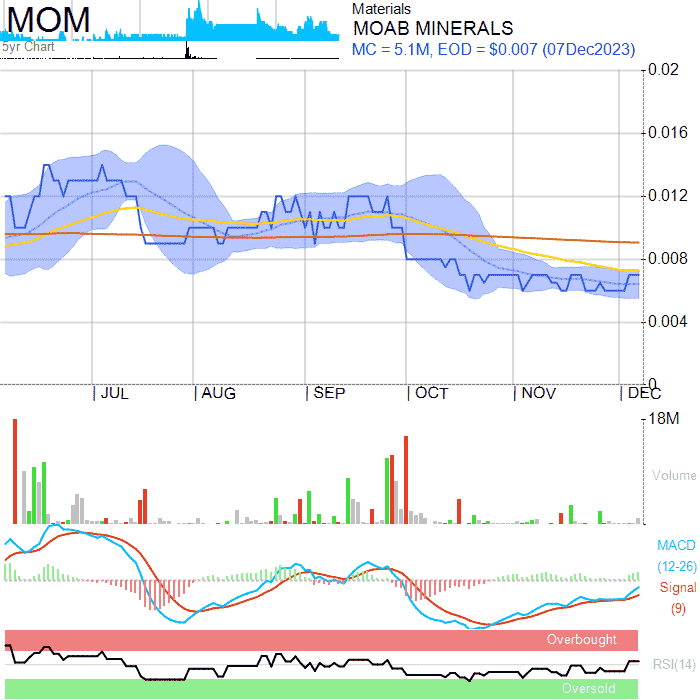 MOM
5yr Chart
Materials
MOAB MINERALS
MC = 5.1M, EOD = $0.007 (07Dec2023)
0.02
0.016
0.012
0.008
0.004
0
JUL AUG SEP OCT NOV DEC
18M
Volume
MACD
(12-26)
Signal
(9)
Overbought
RSI(14)
Oversold